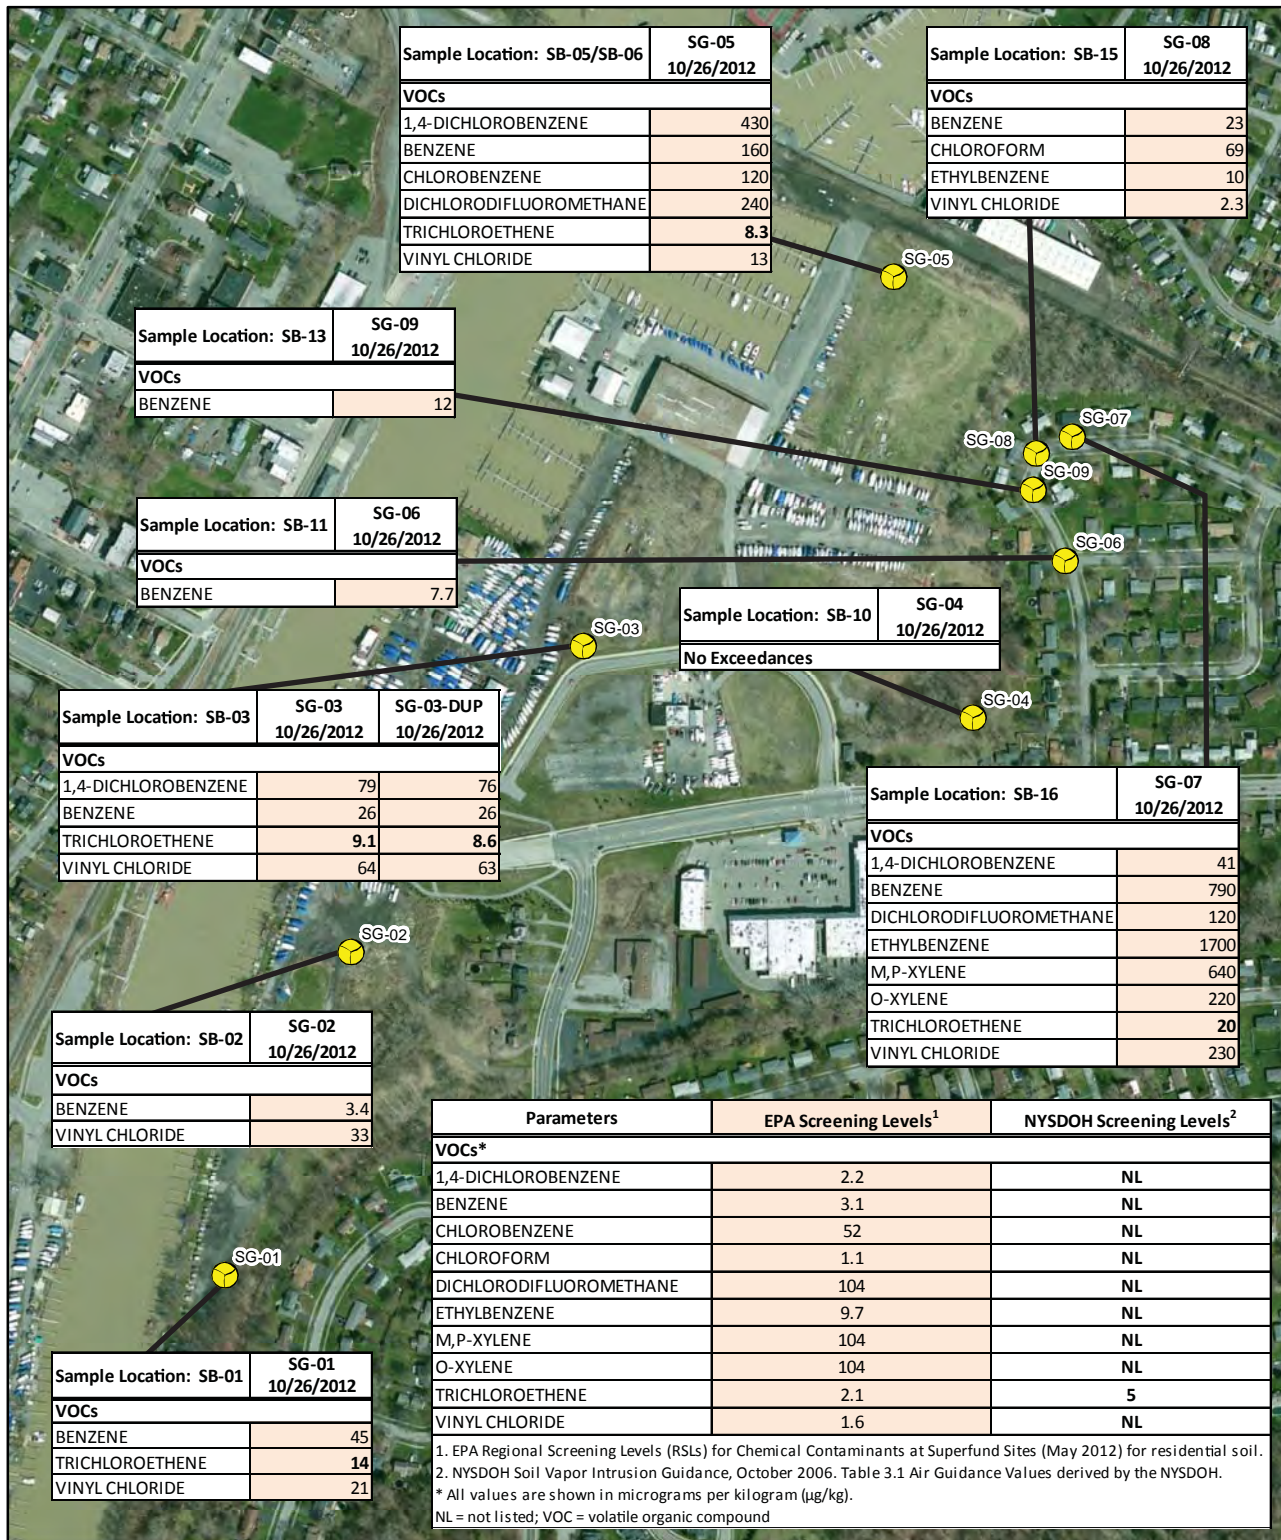 Sample Location: SB-05/SB-06 SG-05 10/26/2012
VOCs
1,4-DICHLOROBENZENE 430
BENZENE 160
CHLOROBENZENE 120
DICHLORODIFLUOROMETHANE 240
TRICHLOROETHENE 8.3
VINYL CHLORIDE 13
Sample Location: SB-15 SG-08 10/26/2012
VOCs
BENZENE 23
CHLOROFORM 69
ETHYLBENZENE 10
VINYL CHLORIDE 2.3
SG-05
Sample Location: SB-13 SG-09 10/26/2012
VOCs
BENZENE 12
SG-07
SG-08
SG-09
Sample Location: SB-11 SG-06 10/26/2012
VOCs
BENZENE 7.7
SG-06
Sample Location: SB-10 SG-04 10/26/2012
No Exceedances
SG-03
SG-04
Sample Location: SB-03 SG-03 10/26/2012 SG-03-DUP 10/26/2012
VOCs
1,4-DICHLOROBENZENE 79 76
BENZENE 26 26
TRICHLOROETHENE 9.1 8.6
VINYL CHLORIDE 64 63
Sample Location: SB-16 SG-07 10/26/2012
VOCs
1,4-DICHLOROBENZENE 41
BENZENE 790
DICHLORODIFLUOROMETHANE 120
ETHYLBENZENE 1700
M,P-XYLENE 640
O-XYLENE 220
TRICHLOROETHENE 20
VINYL CHLORIDE 230
SG-02
Sample Location: SB-02 SG-02 10/26/2012
VOCs
BENZENE 3.4
VINYL CHLORIDE 33
SG-01
Sample Location: SB-01 SG-01 10/26/2012
VOCs
BENZENE 45
TRICHLOROETHENE 14
VINYL CHLORIDE 21
Parameters EPA Screening Levels1 NYSDOH Screening Levels2
VOCs*
1,4-DICHLOROBENZENE 2.2 NL
BENZENE 3.1 NL
CHLOROBENZENE 52 NL
CHLOROFORM 1.1 NL
DICHLORODIFLUOROMETHANE 104 NL
ETHYLBENZENE 9.7 NL
M,P-XYLENE 104 NL
O-XYLENE 104 NL
TRICHLOROETHENE 2.1 5
VINYL CHLORIDE 1.6 NL
1. EPA Regional Screening Levels (RSLs) for Chemical Contaminants at Superfund Sites (May 2012) for residential soil.
2. NYSDOH Soil Vapor Intrusion Guidance, October 2006. Table 3.1 Air Guidance Values derived by the NYSDOH.
* All values are shown in micrograms per kilogram (µg/kg).
NL = not listed; VOC = volatile organic compound